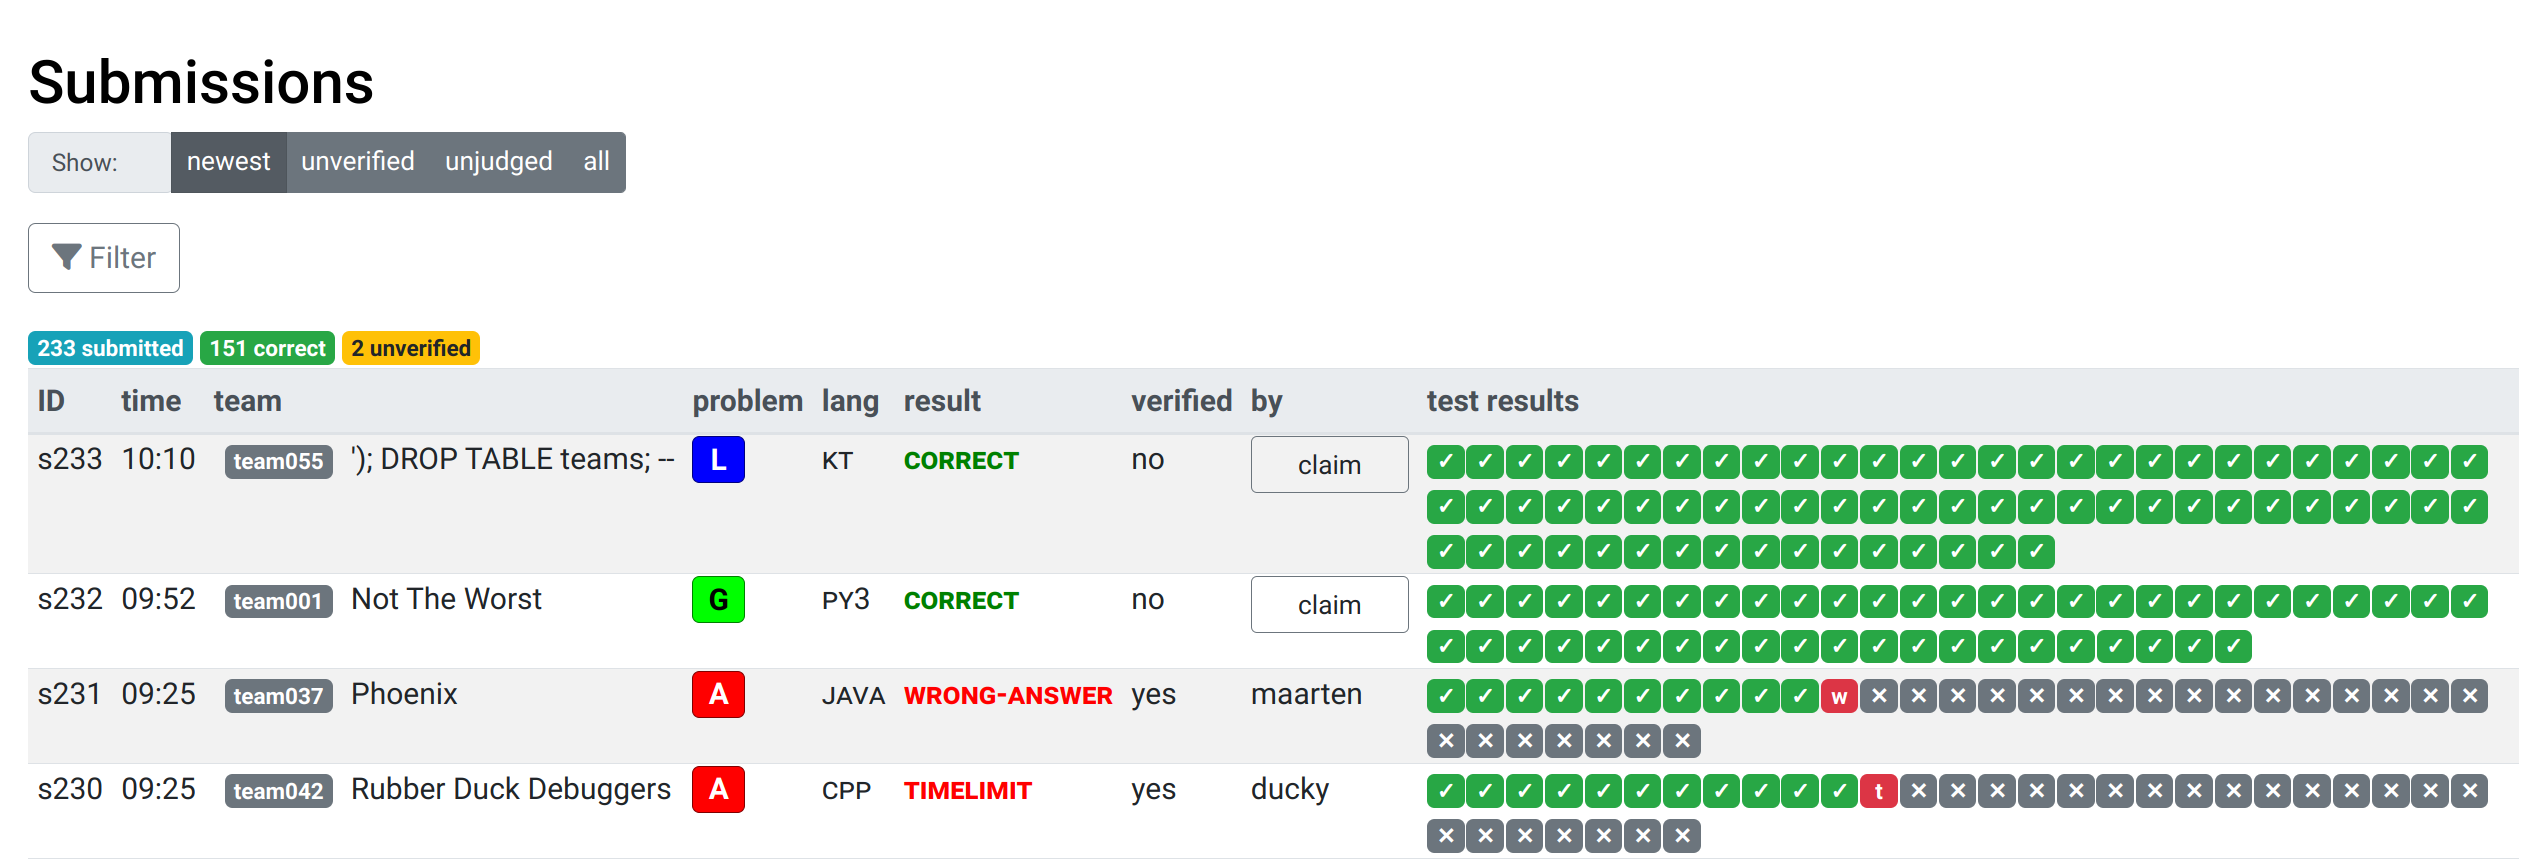 Submissions
Show: newest unverified unjudged all
Filter
233 submitted 151 correct 2 unverified
ID time team problem lang result verified by test results
s233 10:10 team055 '); DROP TABLE teams; -- L KT CORRECT no claim ✓ ✓ ✓ ✓ ✓ ✓ ✓ ✓ ✓ ✓ ✓ ✓ ✓ ✓ ✓ ✓ ✓ ✓ ✓ ✓ ✓ ✓ ✓ ✓ ✓ ✓ ✓
✓ ✓ ✓ ✓ ✓ ✓ ✓ ✓ ✓ ✓ ✓ ✓ ✓ ✓ ✓ ✓ ✓ ✓ ✓ ✓ ✓ ✓ ✓ ✓ ✓ ✓ ✓
✓ ✓ ✓ ✓ ✓ ✓ ✓ ✓ ✓ ✓ ✓ ✓ ✓ ✓ ✓ ✓
s232 09:52 team001 Not The Worst G PY3 CORRECT no claim ✓ ✓ ✓ ✓ ✓ ✓ ✓ ✓ ✓ ✓ ✓ ✓ ✓ ✓ ✓ ✓ ✓ ✓ ✓ ✓ ✓ ✓ ✓ ✓ ✓ ✓ ✓
✓ ✓ ✓ ✓ ✓ ✓ ✓ ✓ ✓ ✓ ✓ ✓ ✓ ✓ ✓ ✓ ✓ ✓ ✓ ✓ ✓
s231 09:25 team037 Phoenix A JAVA WRONG-ANSWER yes maarten ✓ ✓ ✓ ✓ ✓ ✓ ✓ ✓ ✓ ✓ w × × × × × × × × × × × × × × × ×
× × × × × × ×
s230 09:25 team042 Rubber Duck Debuggers A CPP TIMELIMIT yes ducky ✓ ✓ ✓ ✓ ✓ ✓ ✓ ✓ ✓ ✓ ✓ t × × × × × × × × × × × × × × ×
× × × × × × ×